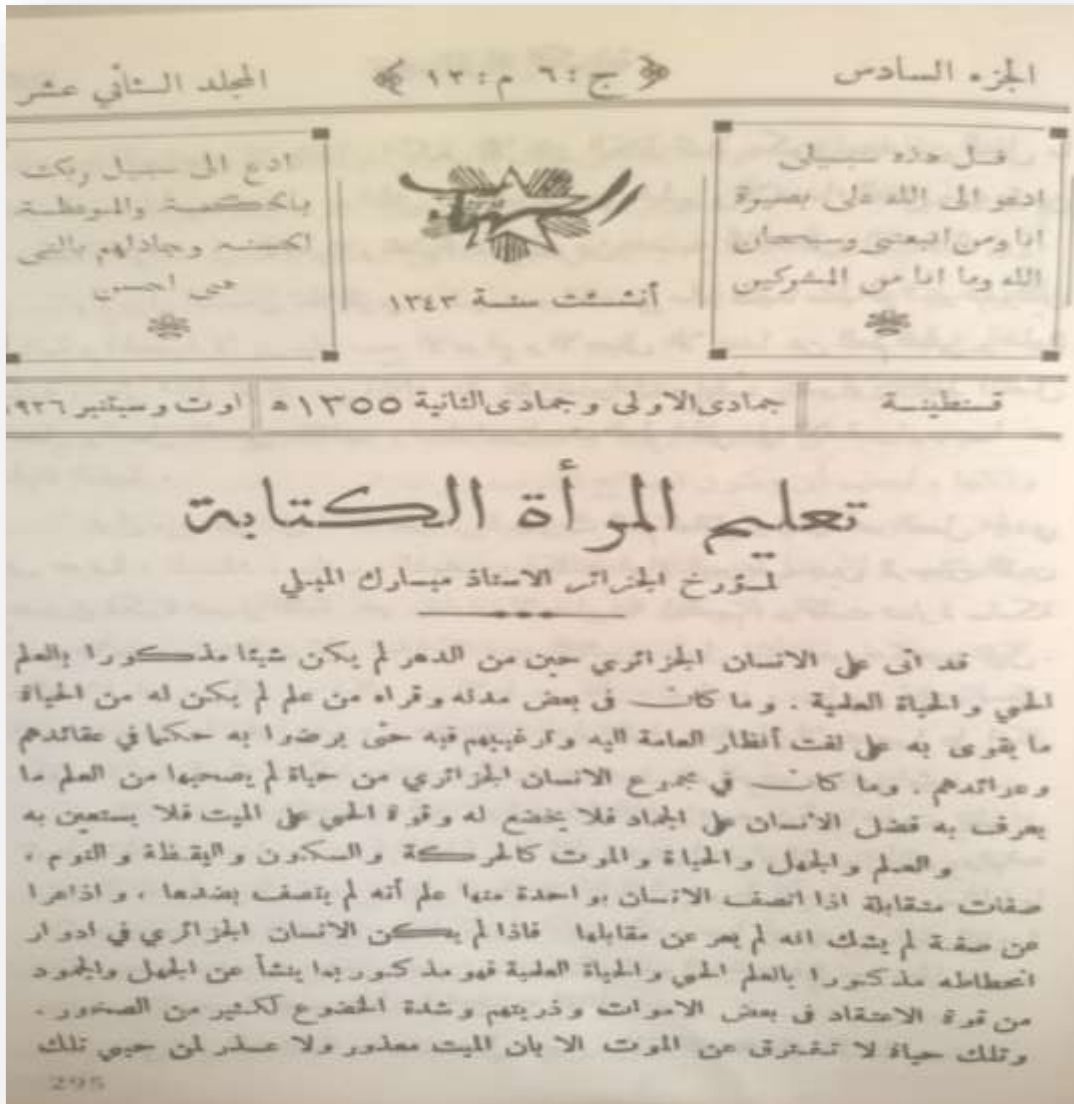 الجزء السادس
﴿ ج : ٦ م : ١٢ ﴾
المجلد الثاني عشر
قل هذه سبيلي
ادعو الى الله على بصيرة
انا ومن اتبعني وسبحان
الله وما انا من المشركين
الشهاب
أنشئت سنة ١٣٤٣
ادع الى سبيل ربك
بالحكمة والموعظة
الحسنة وجادلهم بالتي
هي احسن
قسنطينة
جمادى الاولى و جمادى الثانية ١٣٥٥ ه
اوت و سبتنبر ١٩٣٦
تعليم المرأة الكتابة
لمؤرخ الجزائر الاستاذ مبارك الميلي
قد اتى على الانسان الجزائري حين من الدهر لم يكن شيئا مذكورا بالعلم
الحي والحياة العلمية . وما كان في بعض مدنه وقراه من علم لم يكن له من الحياة
ما يقوى به على لفت أنظار العامة اليه وترغيبهم فيه حتى يرضوا به حكما في عقائدهم
وعوائدهم . وما كان في مجموع الانسان الجزائري من حياة لم يصحبها من العلم ما
يعرف به فضل الانسان على الجماد فلا يخضع له وقوة الحي على الميت فلا يستعين به
والعلم والجهل والحياة والموت كالحركة والسكون واليقظة والنوم ،
صفات متقابلة اذا اتصف الانسان بواحدة منها علم أنه لم يتصف بضدها ، واذا عرا
عن صفة لم يشك انه لم يعر عن مقابلها فاذا لم يكن الانسان الجزائري في ادوار
انحطاطه مذكورا بالعلم الحي والحياة العلمية فهو مذكور بما ينشأ عن الجهل والجمود
من قوة الاعتقاد في بعض الاموات وذريتهم وشدة الخضوع لكثير من الصخور .
وتلك حياة لا تفترق عن الموت الا بان الميت معذور ولا عذر لمن حيي تلك
295